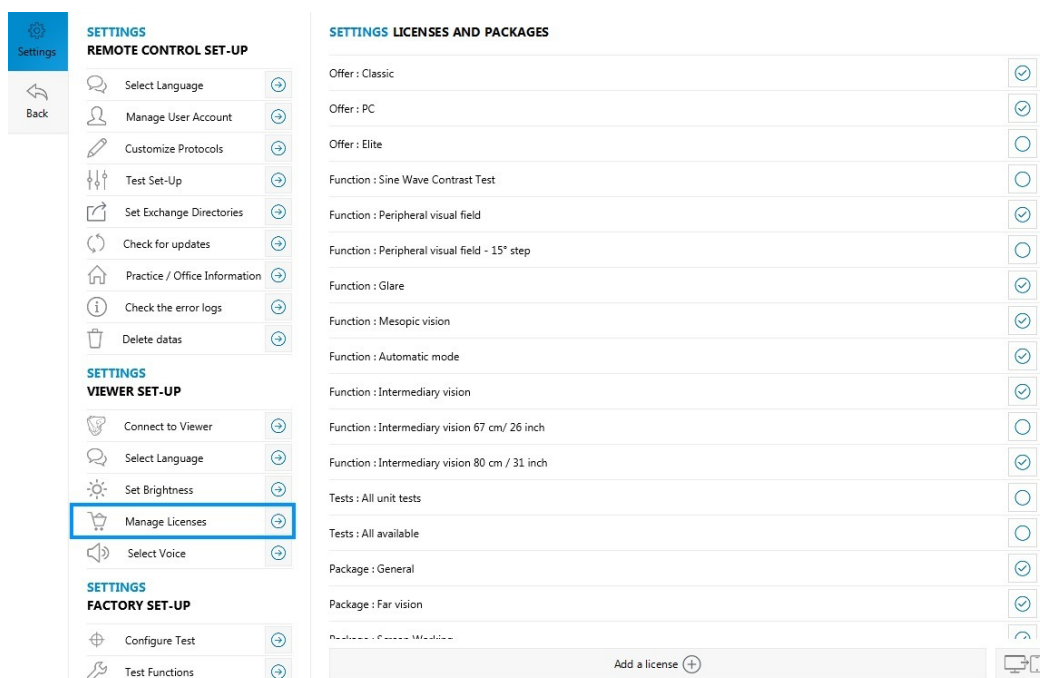 Settings
Back
SETTINGS
REMOTE CONTROL SET-UP
Select Language
Manage User Account
Customize Protocols
Test Set-Up
Set Exchange Directories
Check for updates
Practice / Office Information
Check the error logs
Delete datas
SETTINGS
VIEWER SET-UP
Connect to Viewer
Select Language
Set Brightness
Manage Licenses
Select Voice
SETTINGS
FACTORY SET-UP
Configure Test
Test Functions
SETTINGS LICENSES AND PACKAGES
Offer : Classic
Offer : PC
Offer : Elite
Function : Sine Wave Contrast Test
Function : Peripheral visual field
Function : Peripheral visual field - 15° step
Function : Glare
Function : Mesopic vision
Function : Automatic mode
Function : Intermediary vision
Function : Intermediary vision 67 cm/ 26 inch
Function : Intermediary vision 80 cm / 31 inch
Tests : All unit tests
Tests : All available
Package : General
Package : Far vision
Package : Screen Working
Add a license